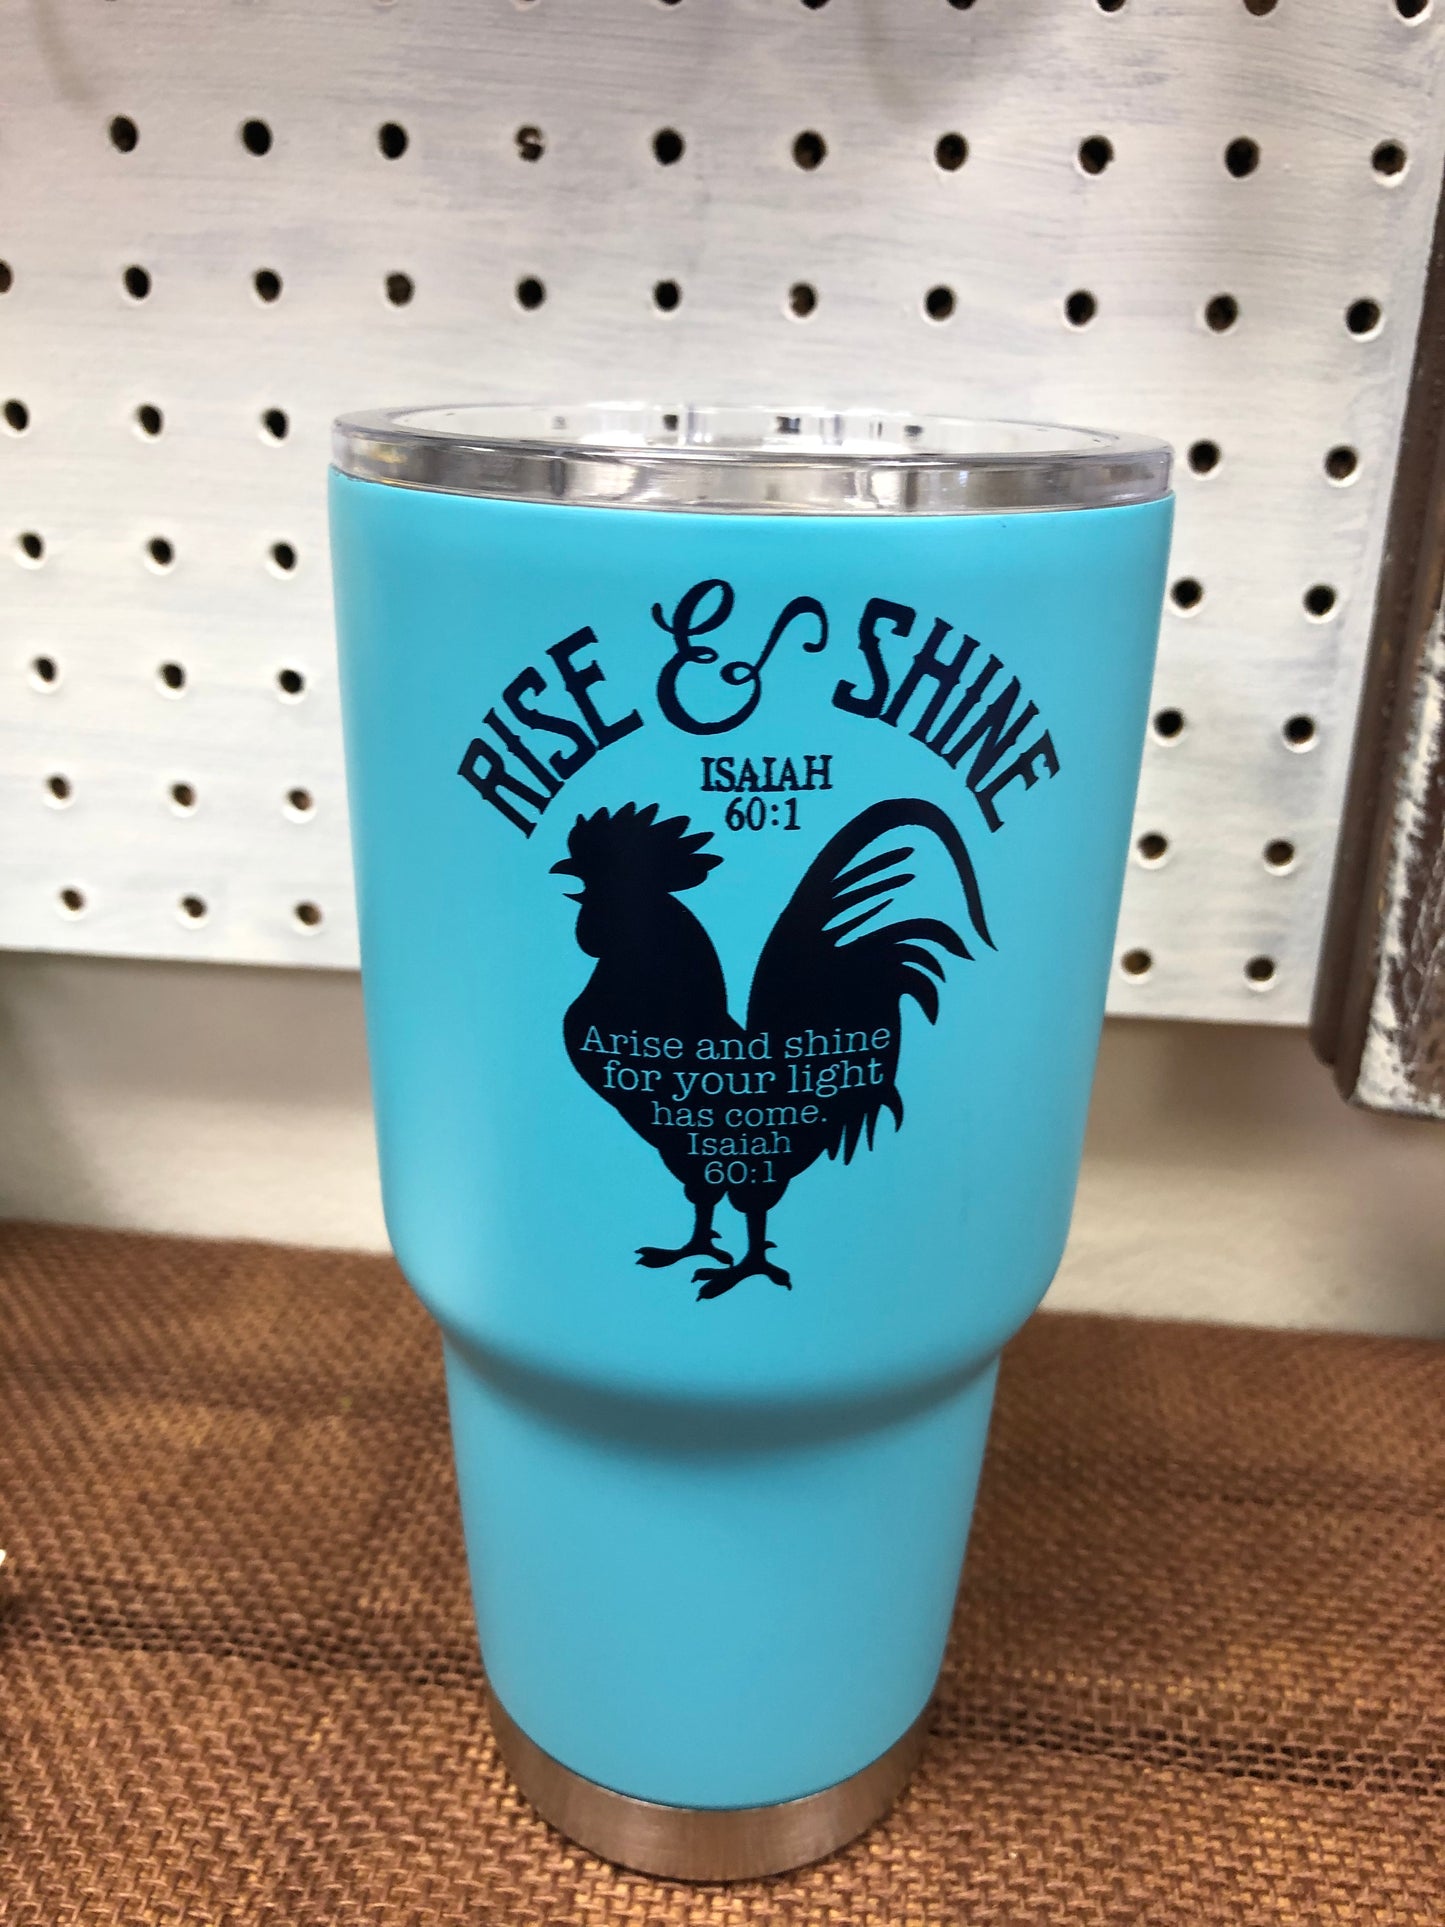 RISE & SHINE
ISAIAH
60:1
Arise and shine
for your light
has come.
Isaiah
60:1